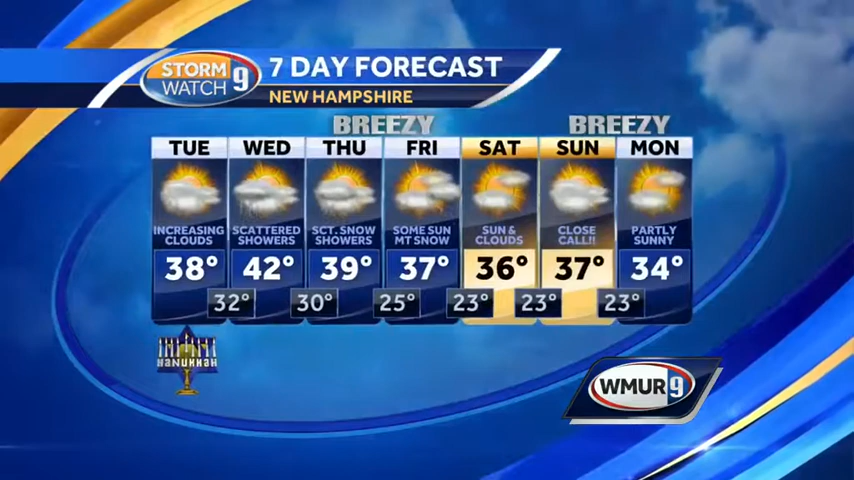 STORM
WATCH 9
7 DAY FORECAST
NEW HAMPSHIRE
BREEZY BREEZY
TUE WED THU FRI SAT SUN MON
INCREASING CLOUDS
SCATTERED SHOWERS
SCT. SNOW SHOWERS
SOME SUN MT SNOW
SUN & CLOUDS
CLOSE CALL!!
PARTLY SUNNY
38° 42° 39° 37° 36° 37° 34°
32° 30° 25° 23° 23° 23°
HANUKKAH
WMUR 9